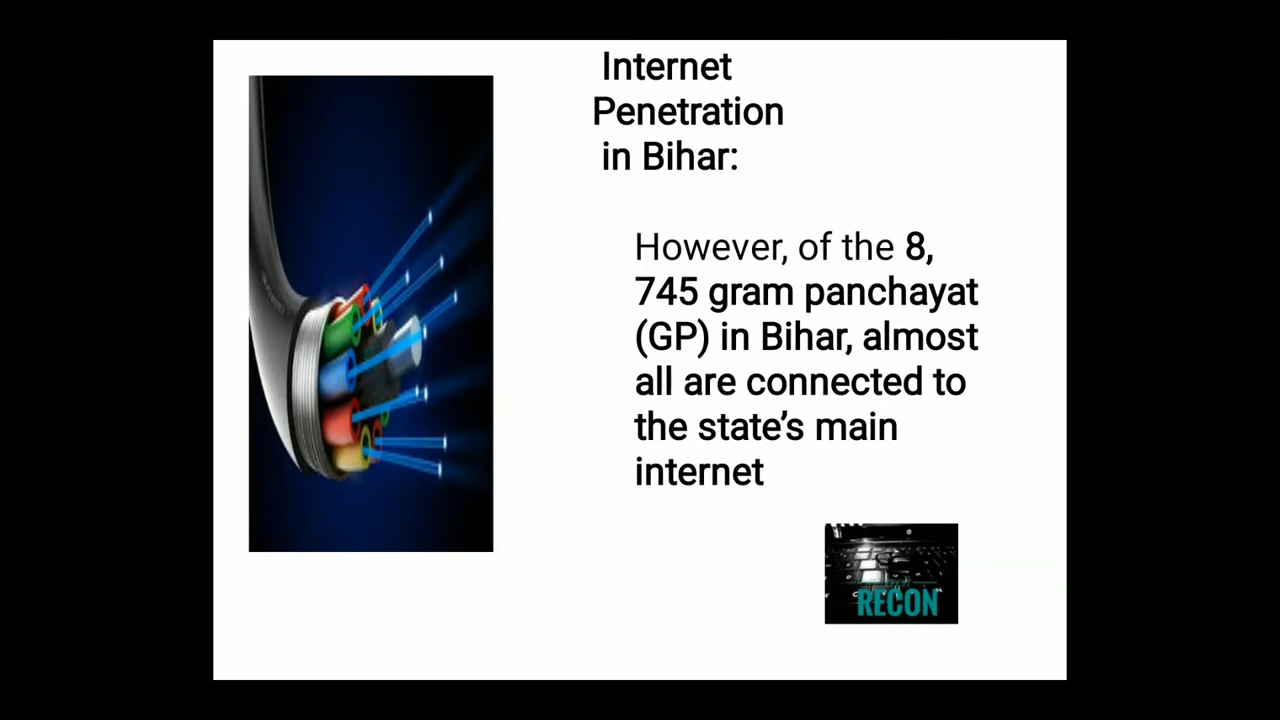 Internet
Penetration
in Bihar:
However, of the 8,
745 gram panchayat
(GP) in Bihar, almost
all are connected to
the state’s main
internet
RECON